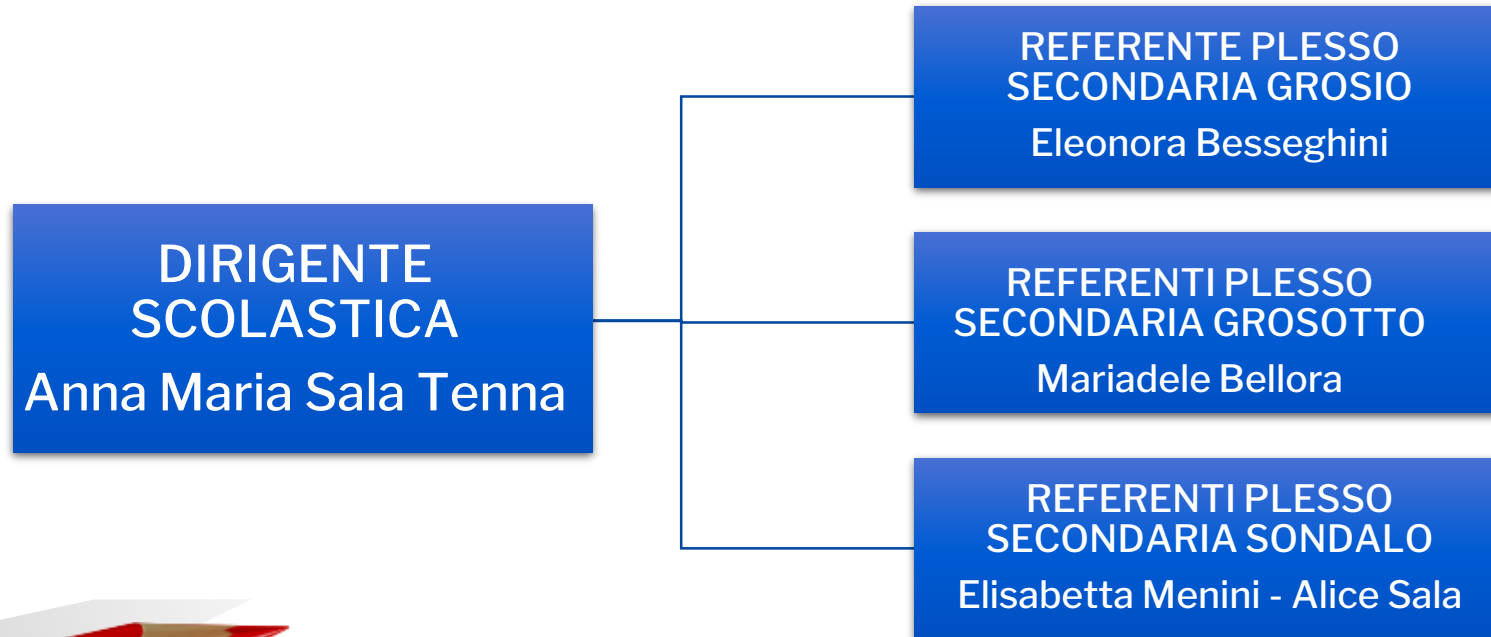 DIRIGENTE
SCOLASTICA
Anna Maria Sala Tenna
REFERENTE PLESSO
SECONDARIA GROSIO
Eleonora Besseghini
REFERENTI PLESSO
SECONDARIA GROSOTTO
Mariadele Bellora
REFERENTI PLESSO
SECONDARIA SONDALO
Elisabetta Menini - Alice Sala